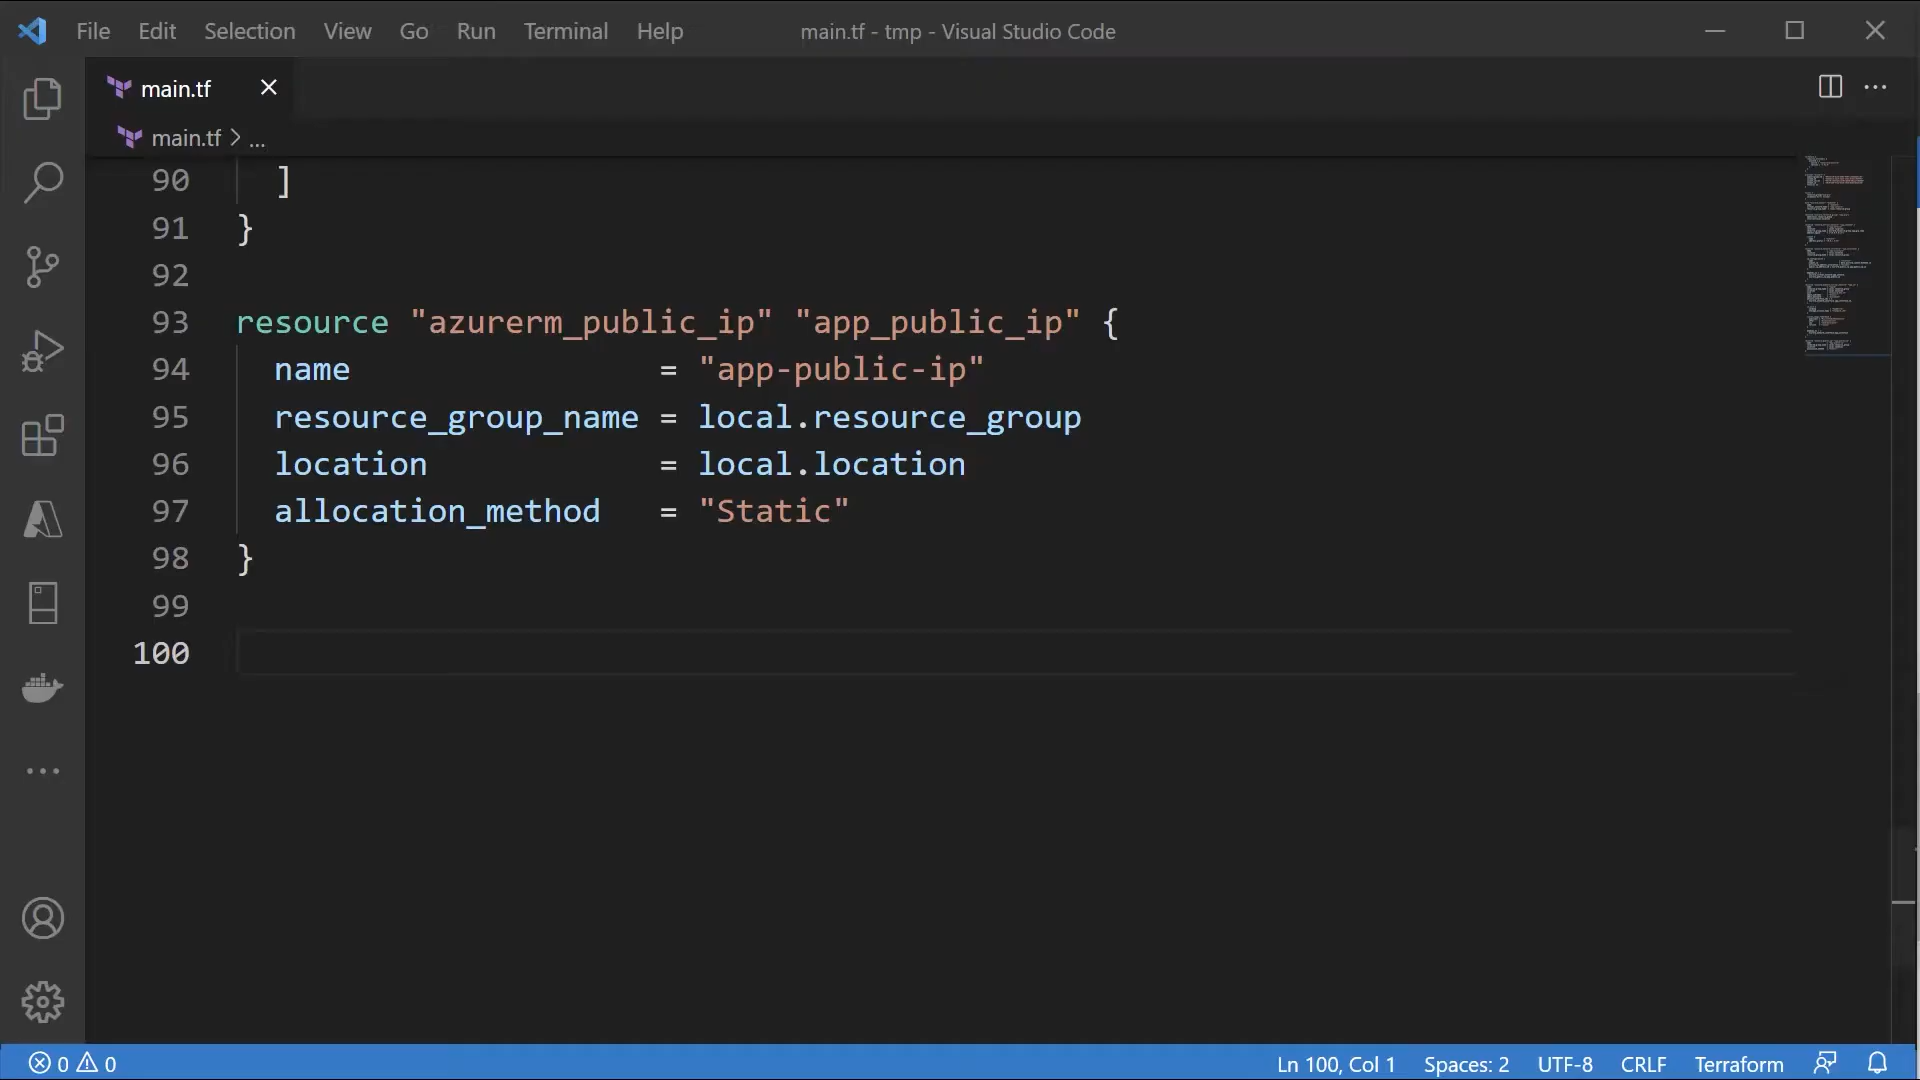 File Edit Selection View Go Run Terminal Help main.tf - tmp - Visual Studio Code
main.tf
main.tf > ...
90 ]
91 }
92
93 resource "azurerm_public_ip" "app_public_ip" {
94 name = "app-public-ip"
95 resource_group_name = local.resource_group
96 location = local.location
97 allocation_method = "Static"
98 }
99
100
0 0 Ln 100, Col 1 Spaces: 2 UTF-8 CRLF Terraform